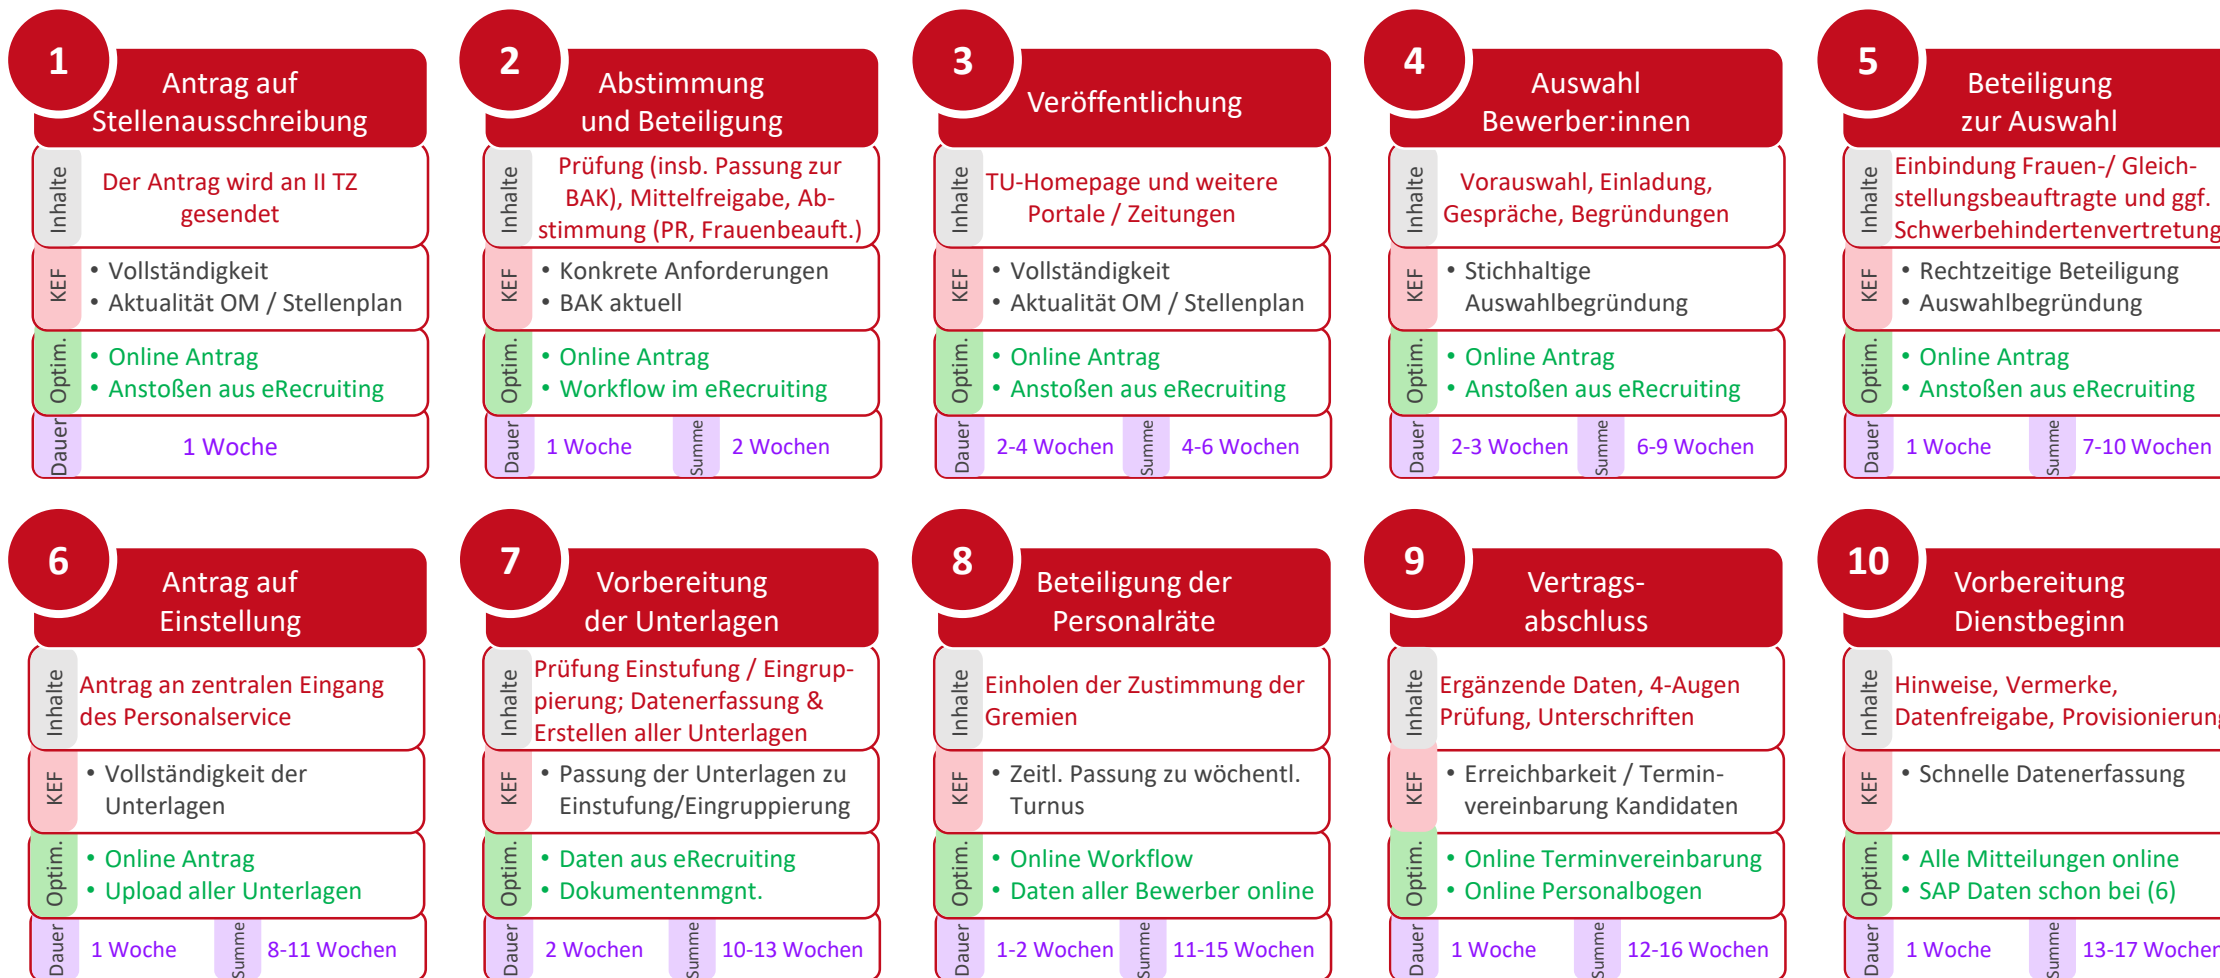 1
Antrag auf
Stellenausschreibung
Inhalte
Der Antrag wird an II TZ
gesendet
KEF
• Vollständigkeit
• Aktualität OM / Stellenplan
Optim.
• Online Antrag
• Anstoßen aus eRecruiting
Dauer
1 Woche
2
Abstimmung
und Beteiligung
Inhalte
Prüfung (insb. Passung zur
BAK), Mittelfreigabe, Ab-
stimmung (PR, Frauenbeauft.)
KEF
• Konkrete Anforderungen
• BAK aktuell
Optim.
• Online Antrag
• Workflow im eRecruiting
Dauer
1 Woche
Summe
2 Wochen
3
Veröffentlichung
Inhalte
TU-Homepage und weitere
Portale / Zeitungen
KEF
• Vollständigkeit
• Aktualität OM / Stellenplan
Optim.
• Online Antrag
• Anstoßen aus eRecruiting
Dauer
2-4 Wochen
Summe
4-6 Wochen
4
Auswahl
Bewerber:innen
Inhalte
Vorauswahl, Einladung,
Gespräche, Begründungen
KEF
• Stichhaltige
Auswahlbegründung
Optim.
• Online Antrag
• Anstoßen aus eRecruiting
Dauer
2-3 Wochen
Summe
6-9 Wochen
5
Beteiligung
zur Auswahl
Inhalte
Einbindung Frauen-/ Gleich-
stellungsbeauftragte und ggf.
Schwerbehindertenvertretung
KEF
• Rechtzeitige Beteiligung
• Auswahlbegründung
Optim.
• Online Antrag
• Anstoßen aus eRecruiting
Dauer
1 Woche
Summe
7-10 Wochen
6
Antrag auf
Einstellung
Inhalte
Antrag an zentralen Eingang
des Personalservice
KEF
• Vollständigkeit der
Unterlagen
Optim.
• Online Antrag
• Upload aller Unterlagen
Dauer
1 Woche
Summe
8-11 Wochen
7
Vorbereitung
der Unterlagen
Inhalte
Prüfung Einstufung / Eingrup-
pierung; Datenerfassung &
Erstellen aller Unterlagen
KEF
• Passung der Unterlagen zu
Einstufung/Eingruppierung
Optim.
• Daten aus eRecruiting
• Dokumentenmgnt.
Dauer
2 Wochen
Summe
10-13 Wochen
8
Beteiligung der
Personalräte
Inhalte
Einholen der Zustimmung der
Gremien
KEF
• Zeitl. Passung zu wöchentl.
Turnus
Optim.
• Online Workflow
• Daten aller Bewerber online
Dauer
1-2 Wochen
Summe
11-15 Wochen
9
Vertrags-
abschluss
Inhalte
Ergänzende Daten, 4-Augen
Prüfung, Unterschriften
KEF
• Erreichbarkeit / Termin-
vereinbarung Kandidaten
Optim.
• Online Terminvereinbarung
• Online Personalbogen
Dauer
1 Woche
Summe
12-16 Wochen
10
Vorbereitung
Dienstbeginn
Inhalte
Hinweise, Vermerke,
Datenfreigabe, Provisionierung
KEF
• Schnelle Datenerfassung
Optim.
• Alle Mitteilungen online
• SAP Daten schon bei (6)
Dauer
1 Woche
Summe
13-17 Wochen